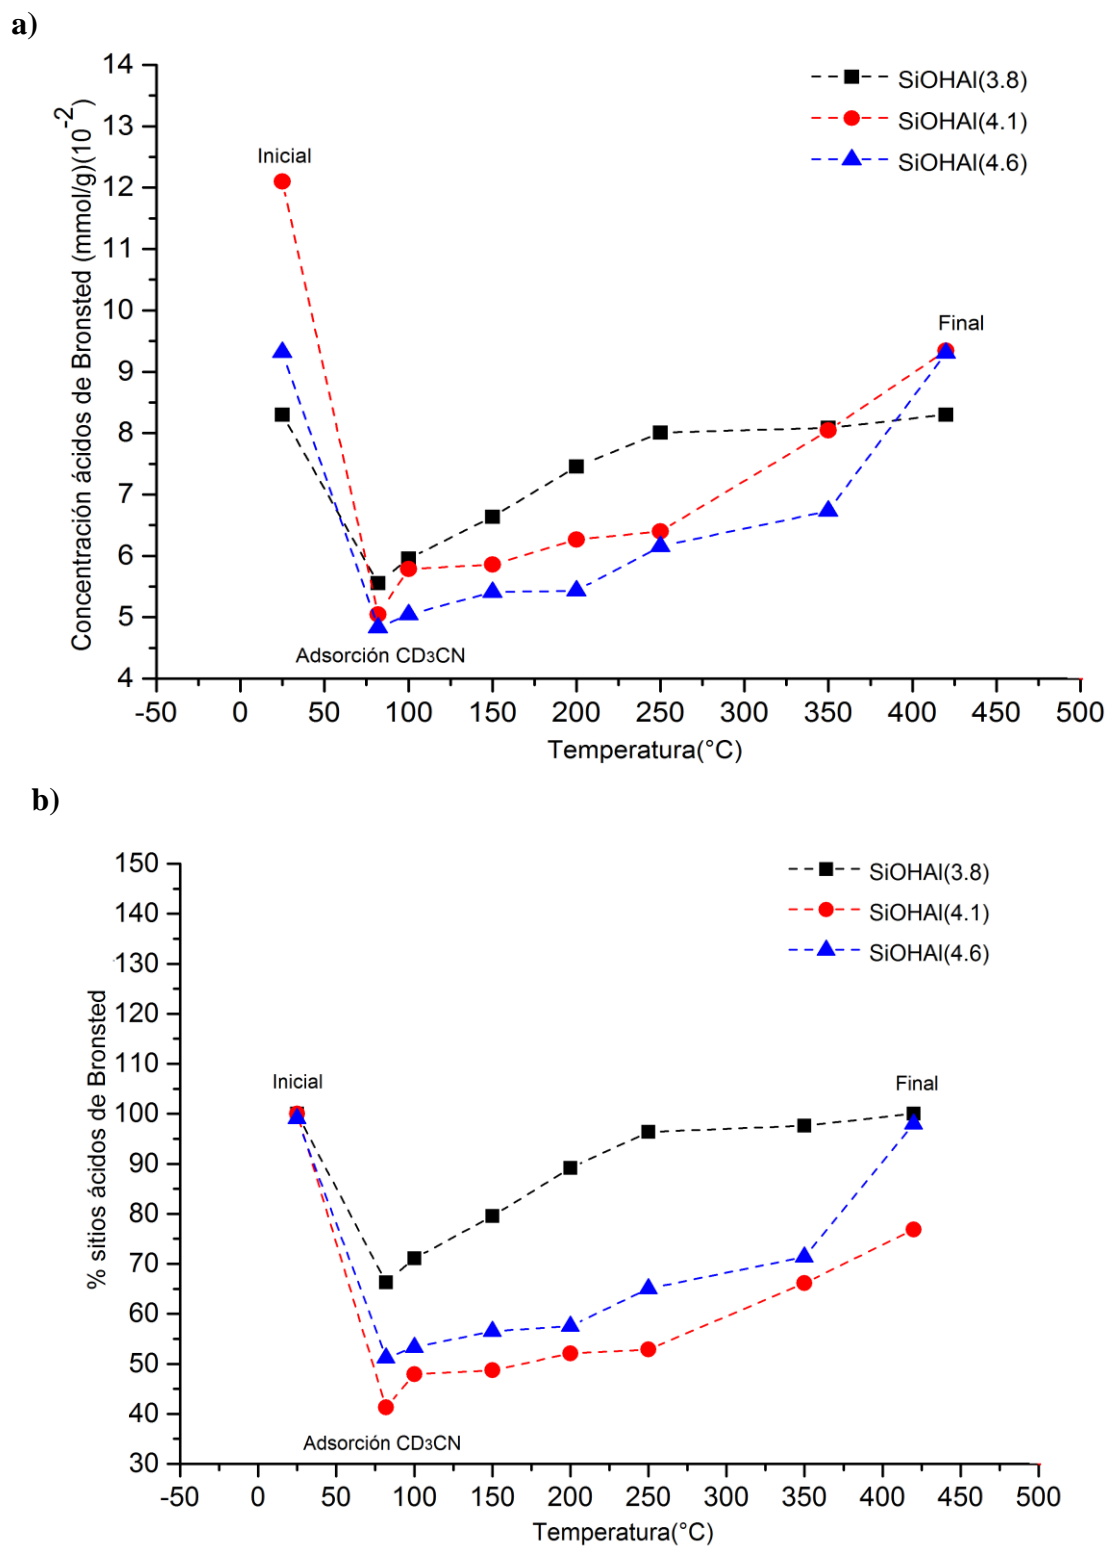 a)
14
13
12
11
10
9
8
7
6
5
4
Concentración ácidos de Bronsted (mmol/g)(10⁻²)
SiOHAl(3.8)
SiOHAl(4.1)
SiOHAl(4.6)
Inicial
Final
Adsorción CD3CN
-50 0 50 100 150 200 250 300 350 400 450 500
Temperatura(°C)
b)
150
140
130
120
110
100
90
80
70
60
50
40
30
% sitios ácidos de Bronsted
SiOHAl(3.8)
SiOHAl(4.1)
SiOHAl(4.6)
Inicial
Final
Adsorción CD3CN
-50 0 50 100 150 200 250 300 350 400 450 500
Temperatura(°C)